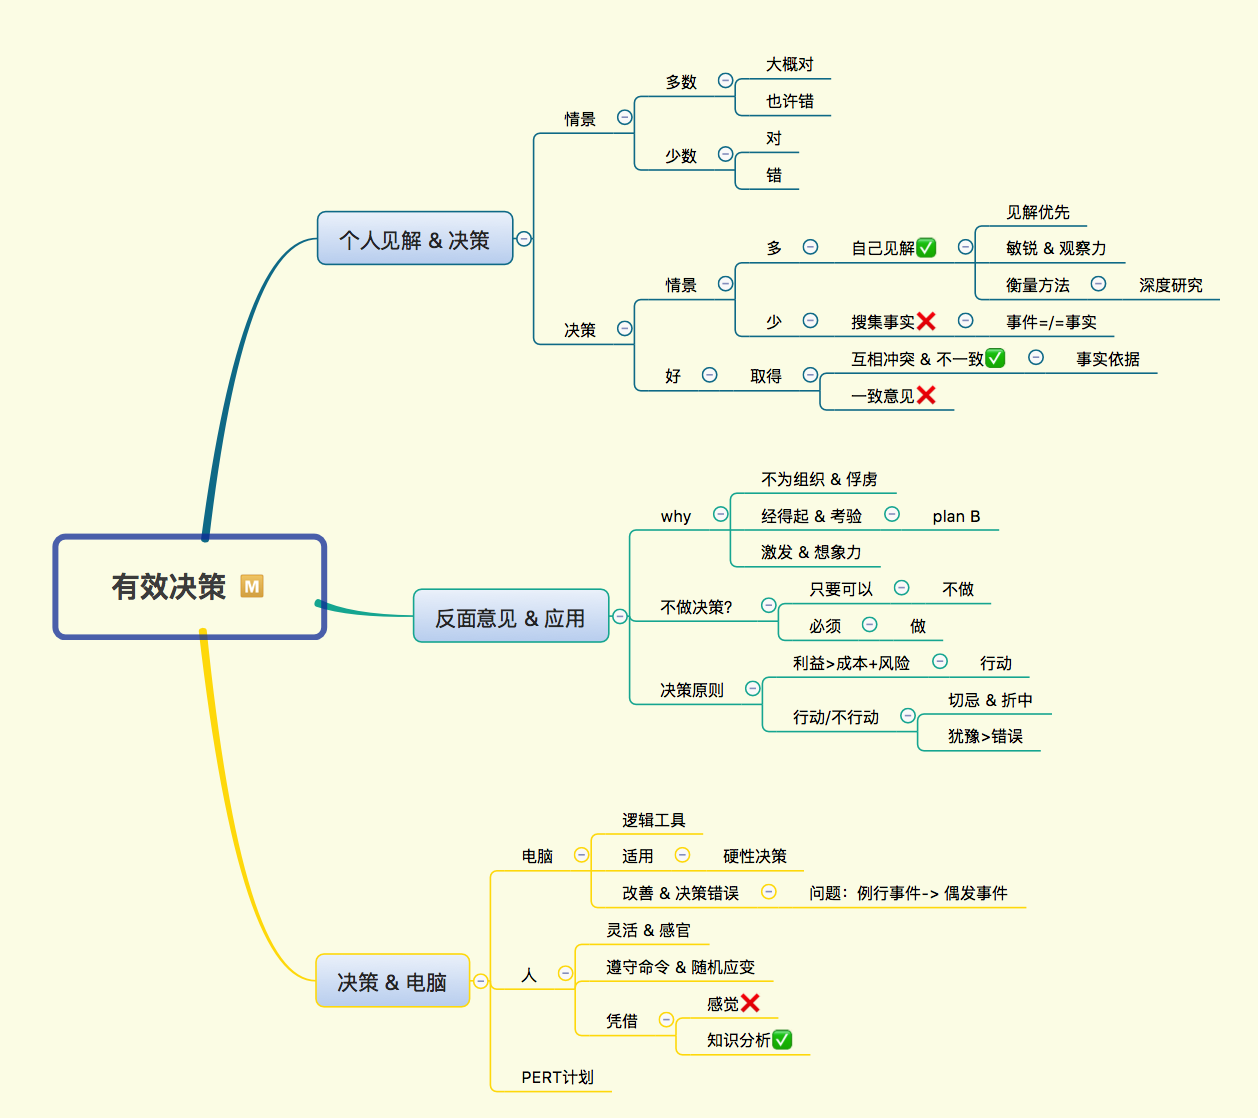 有效决策 M
个人见解 & 决策
情景
多数
大概对
也许错
少数
对
错
决策
情景
多
自己见解✅
见解优先
敏锐 & 观察力
衡量方法
深度研究
少
搜集事实❌
事件=/=事实
好
取得
互相冲突 & 不一致✅
事实依据
一致意见❌
反面意见 & 应用
why
不为组织 & 俘虏
经得起 & 考验
plan B
激发 & 想象力
不做决策?
只要可以
不做
必须
做
决策原则
利益>成本+风险
行动
行动/不行动
切忌 & 折中
犹豫>错误
决策 & 电脑
电脑
逻辑工具
适用
硬性决策
改善 & 决策错误
问题：例行事件-> 偶发事件
人
灵活 & 感官
遵守命令 & 随机应变
凭借
感觉❌
知识分析✅
PERT计划